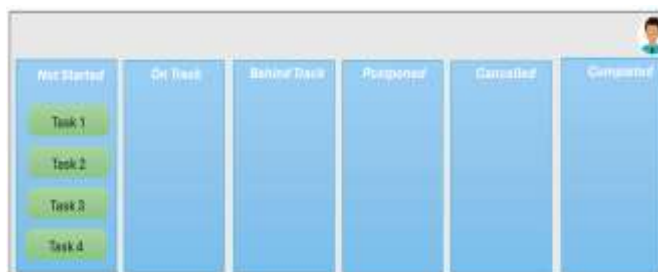 Not Started On Track Behind Track Postponed Cancelled Completed
Task 1
Task 2
Task 3
Task 4